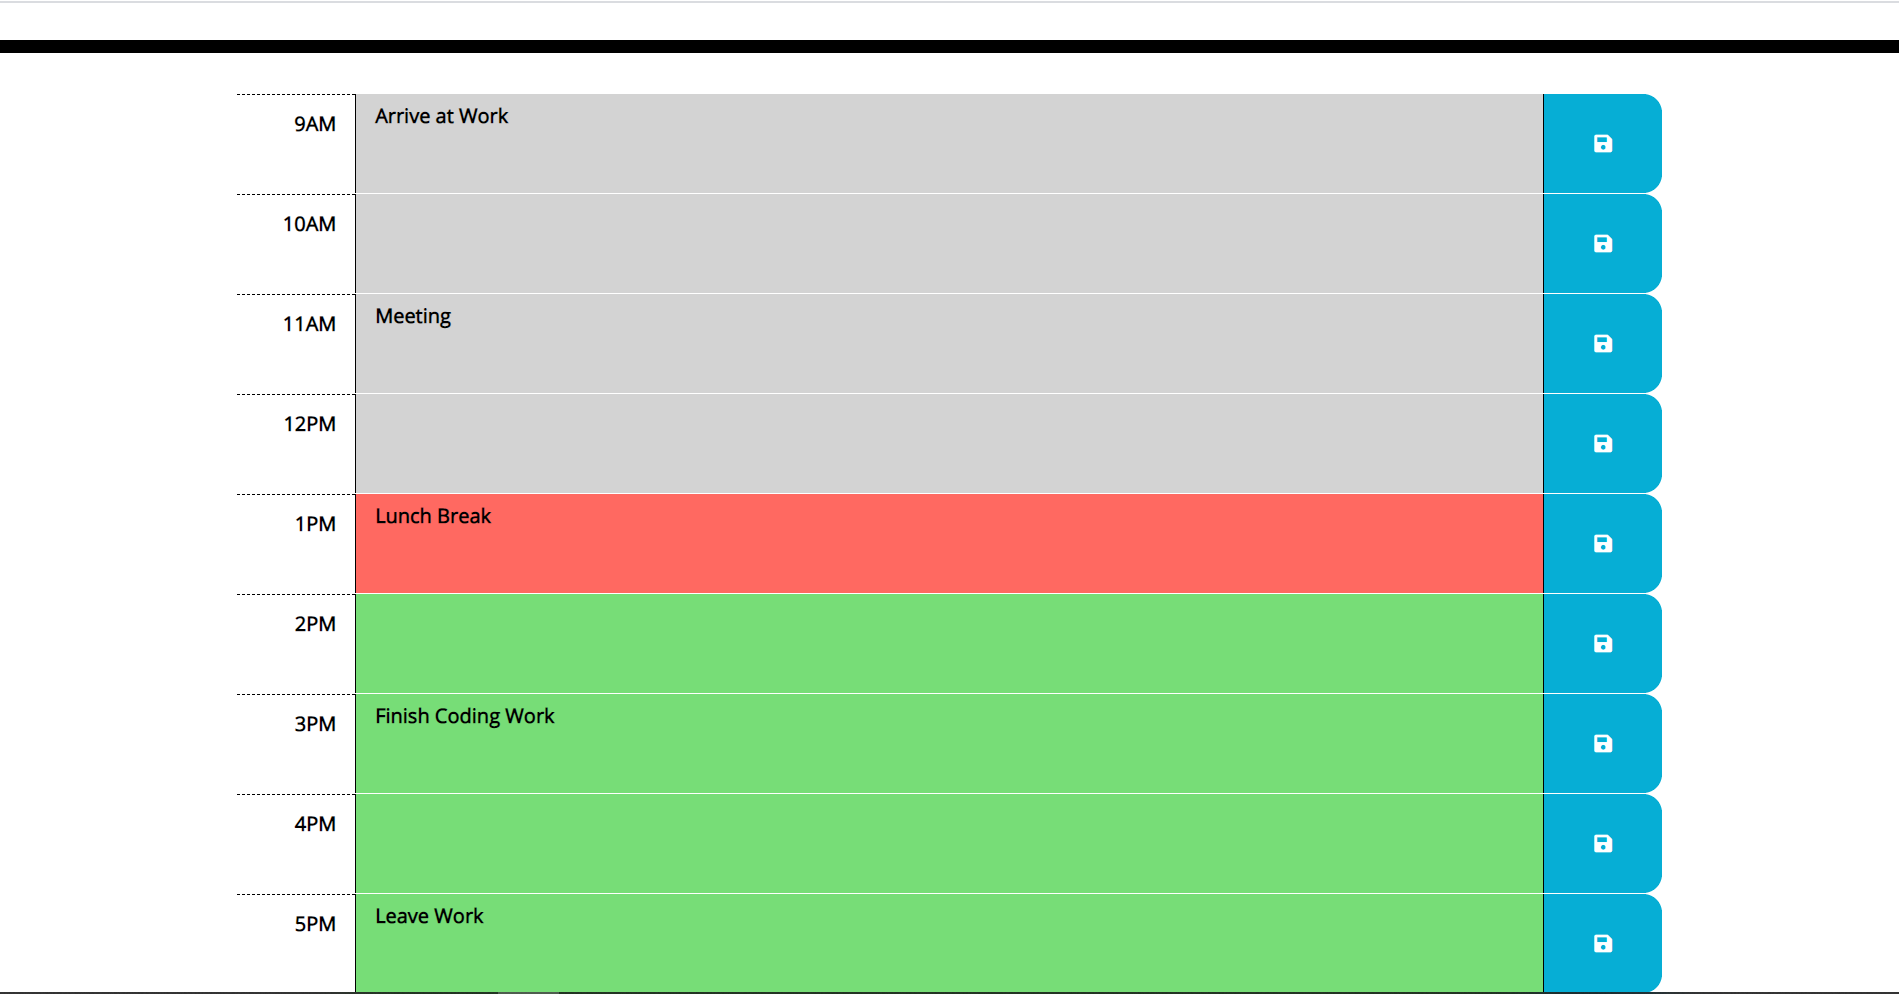 9AM Arrive at Work
10AM
11AM Meeting
12PM
1PM Lunch Break
2PM
3PM Finish Coding Work
4PM
5PM Leave Work